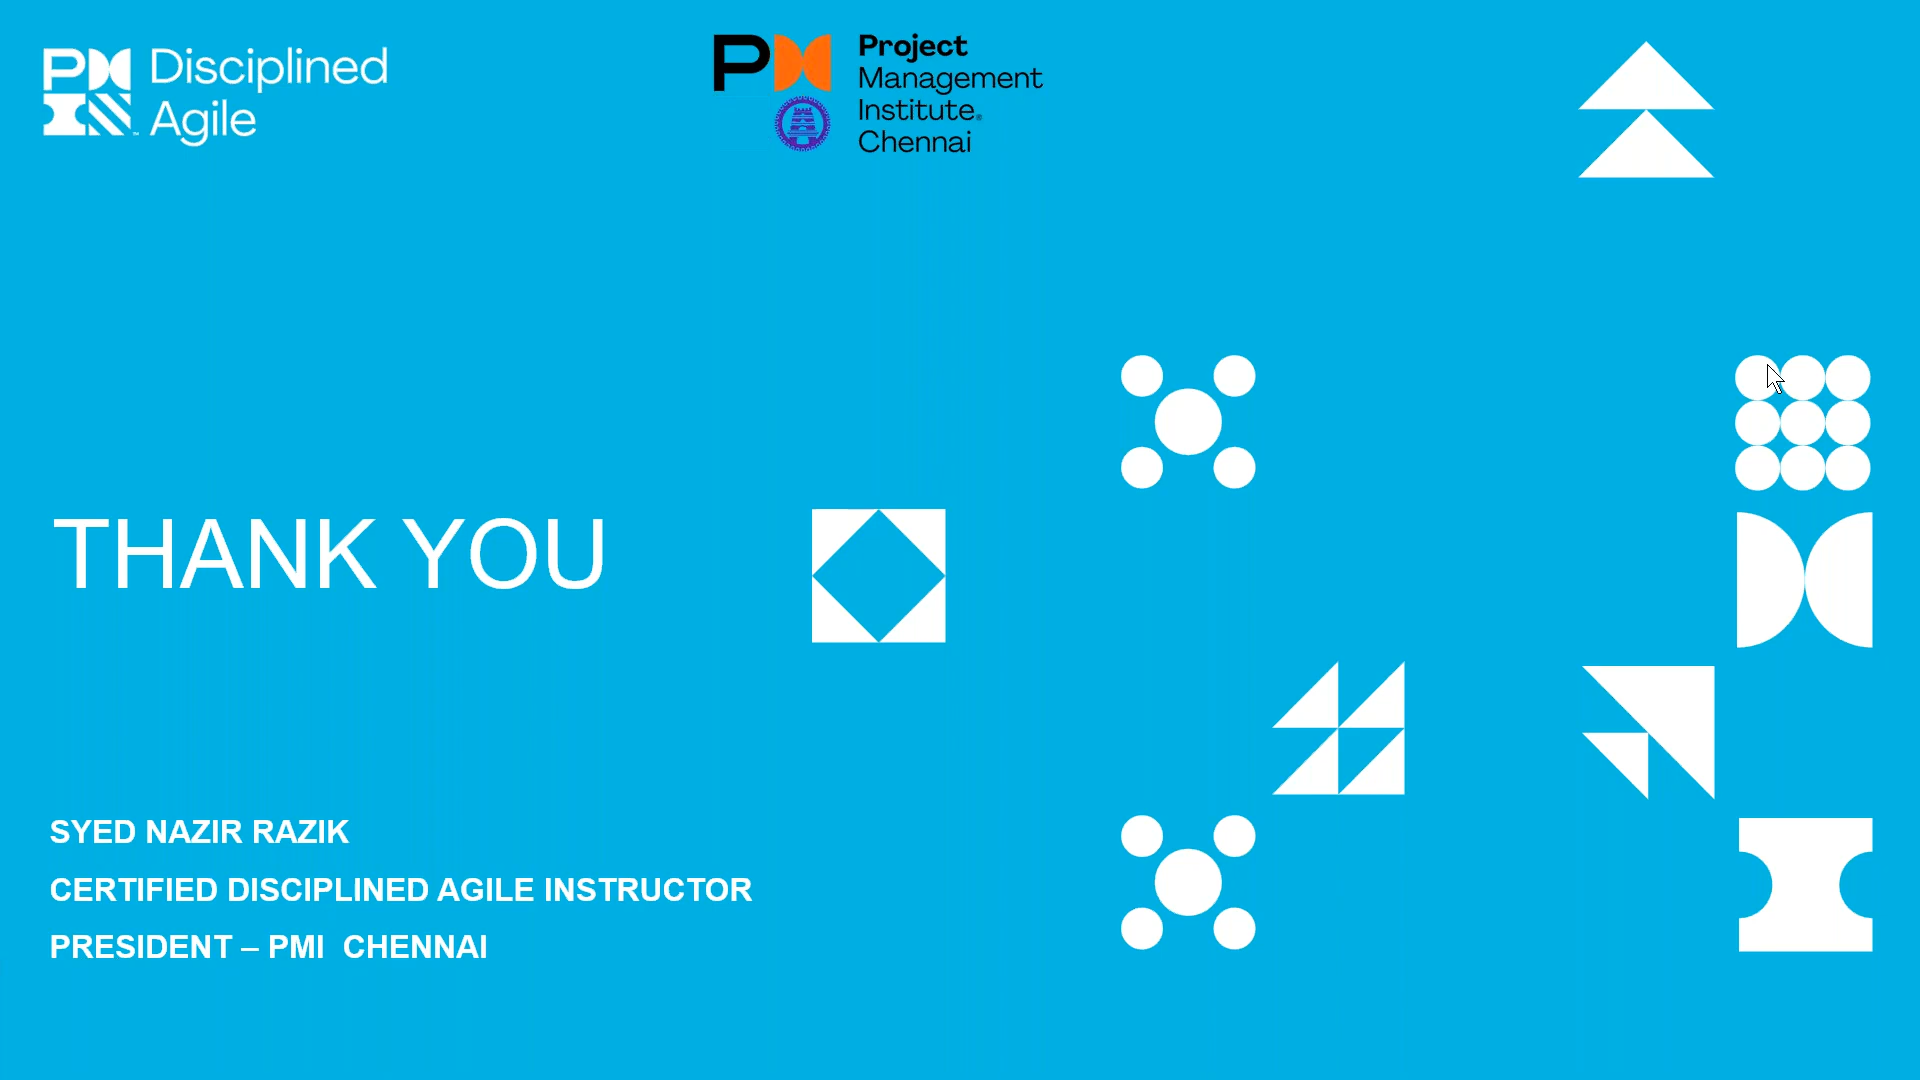 Disciplined
Agile
Project
Management
Institute®
Chennai
THANK YOU
SYED NAZIR RAZIK
CERTIFIED DISCIPLINED AGILE INSTRUCTOR
PRESIDENT – PMI  CHENNAI